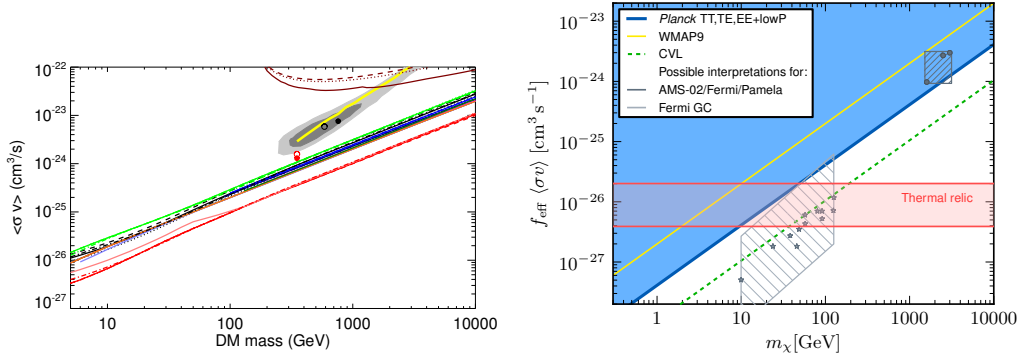 10⁻²²
10⁻²³
10⁻²⁴
10⁻²⁵
10⁻²⁶
10⁻²⁷
<σ v> (cm³/s)
10
100
1000
10000
DM mass (GeV)
10⁻²³
10⁻²⁴
10⁻²⁵
10⁻²⁶
10⁻²⁷
f_eff ⟨σv⟩ [cm³ s⁻¹]
Planck TT,TE,EE+lowP
WMAP9
CVL
Possible interpretations for:
AMS-02/Fermi/Pamela
Fermi GC
Thermal relic
1
10
100
1000
10000
m_χ[GeV]